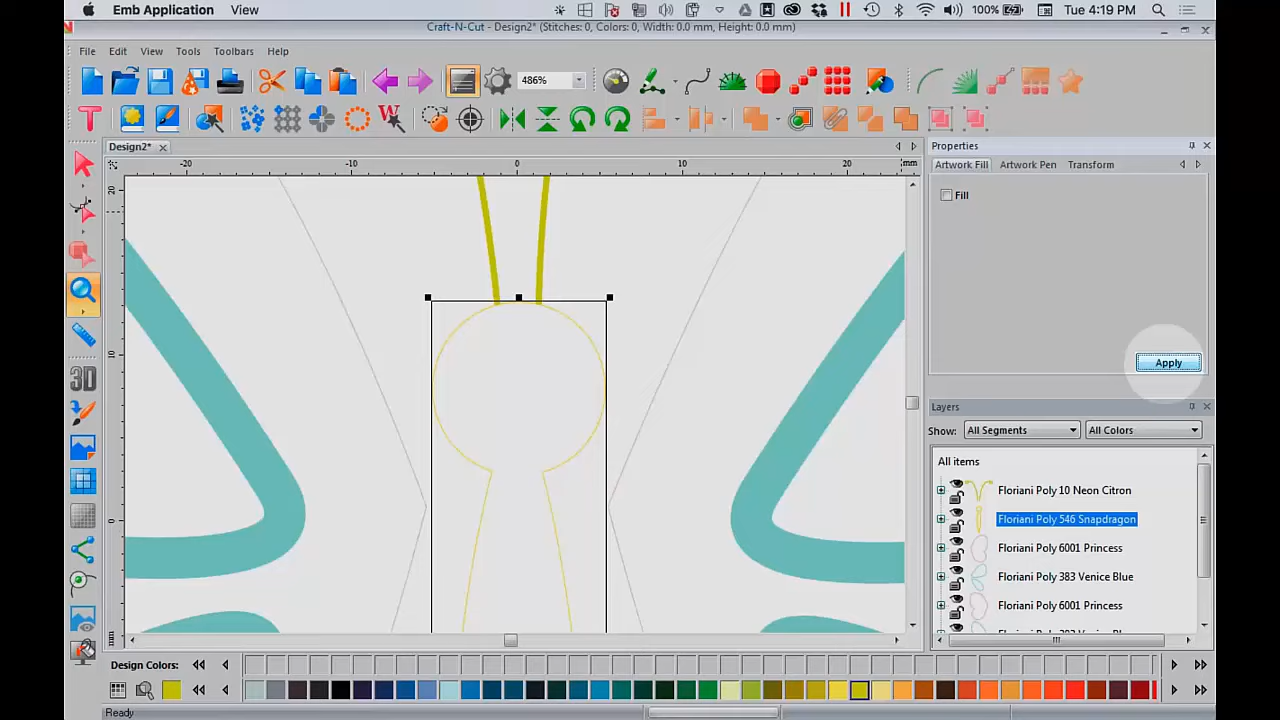 Emb Application View 100% Tue 4:19 PM
Craft-N-Cut - Design2* (Stitches: 0, Colors: 0, Width: 0.0 mm, Height: 0.0 mm)
File Edit View Tools Toolbars Help
486%
Design2*
-20 -10 0 10 20 mm
20
10
0
mm
Properties
Artwork Fill Artwork Pen Transform
Fill
Apply
Layers
Show: All Segments All Colors
All items
Floriani Poly 10 Neon Citron
Floriani Poly 546 Snapdragon
Floriani Poly 6001 Princess
Floriani Poly 383 Venice Blue
Floriani Poly 6001 Princess
3D
Design Colors:
Ready